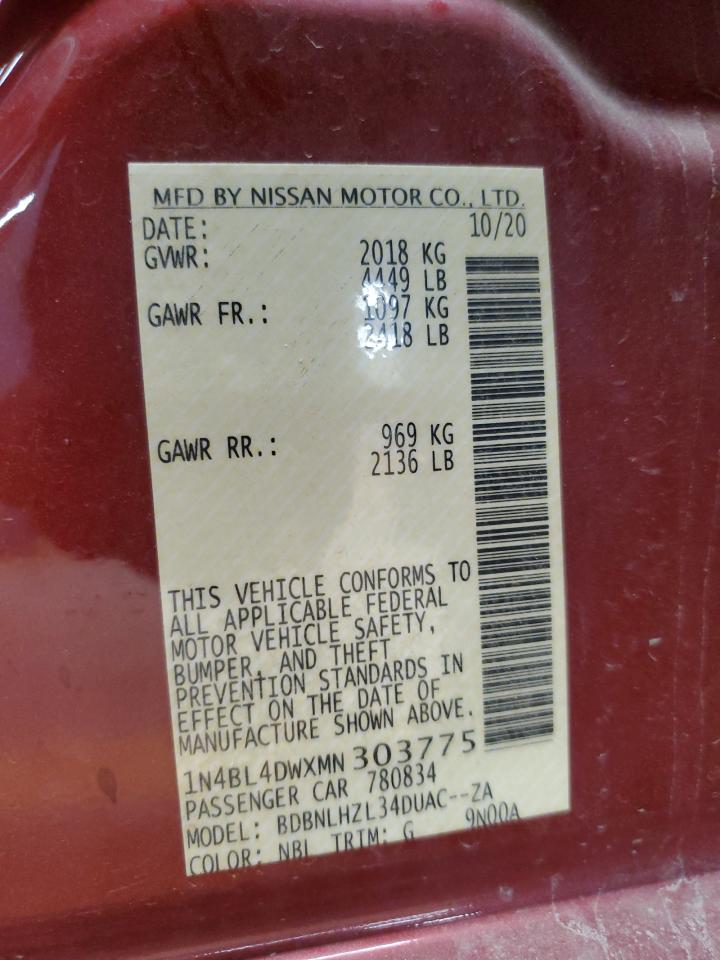 MFD BY NISSAN MOTOR CO., LTD.
DATE: 10/20
GVWR: 2018 KG
4449 LB
GAWR FR.: 1097 KG
2418 LB
GAWR RR.: 969 KG
2136 LB
THIS VEHICLE CONFORMS TO
ALL APPLICABLE FEDERAL
MOTOR VEHICLE SAFETY,
BUMPER, AND THEFT
PREVENTION STANDARDS IN
EFFECT ON THE DATE OF
MANUFACTURE SHOWN ABOVE.
1N4BL4DWXMN303775
PASSENGER CAR 780834
MODEL: BDBNLHZL34DUAC--ZA
COLOR: NBL TRIM: G 9N00A